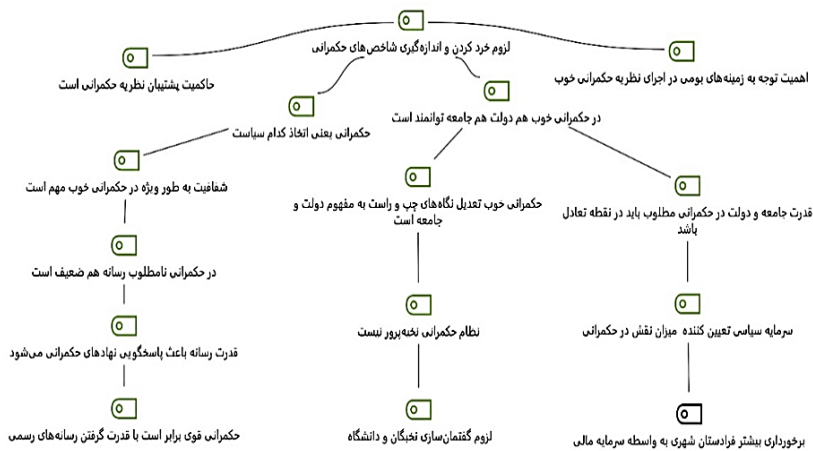 لزوم خرد کردن و اندازه‌گیری شاخص‌های حکمرانی
اهمیت توجه به زمینه‌های بومی در اجرای نظریه حکمرانی خوب
حاکمیت پشتیبان نظریه حکمرانی است
در حکمرانی خوب هم دولت هم جامعه توانمند است
حکمرانی یعنی اتخاذ کدام سیاست
قدرت جامعه و دولت در حکمرانی مطلوب باید در نقطه تعادل
باشد
حکمرانی خوب تعدیل نگاه‌های چپ و راست به مفهوم دولت و
جامعه است
شفافیت به طور ویژه در حکمرانی خوب مهم است
در حکمرانی نامطلوب رسانه هم ضعیف است
سرمایه سیاسی تعیین کننده میزان نقش در حکمرانی
نظام حکمرانی نخبه‌پرور نیست
قدرت رسانه باعث پاسخگویی نهادهای حکمرانی می‌شود
برخورداری بیشتر فرادستان شهری به واسطه سرمایه مالی
لزوم گفتمان‌سازی نخبگان و دانشگاه
حکمرانی قوی برابر است با قدرت گرفتن رسانه‌های رسمی